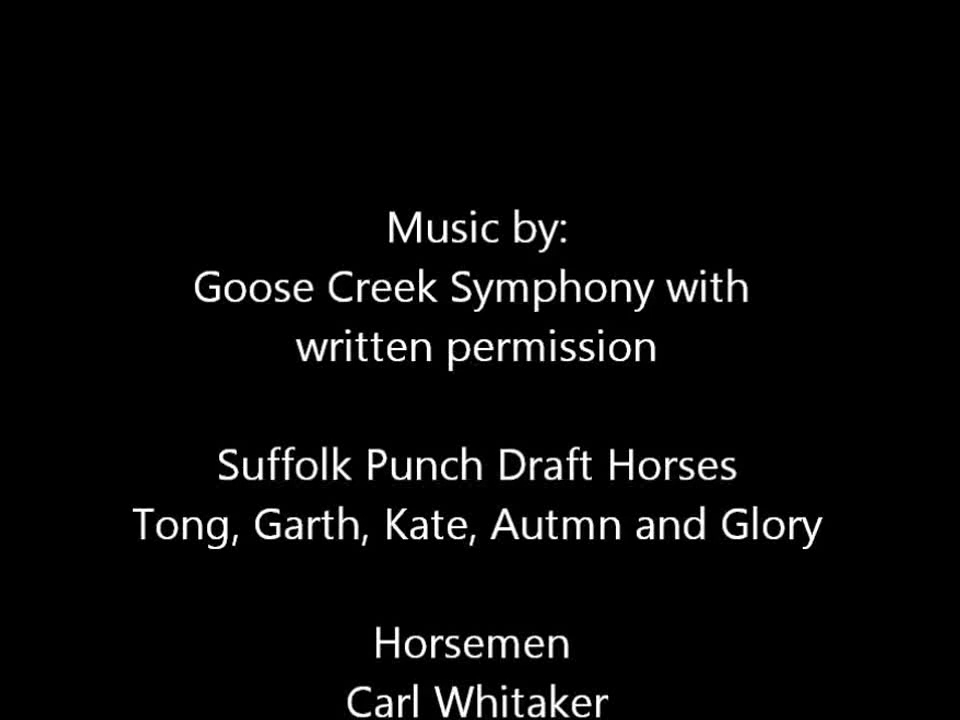 Music by:
Goose Creek Symphony with
written permission
Suffolk Punch Draft Horses
Tong, Garth, Kate, Autmn and Glory
Horsemen
Carl Whitaker